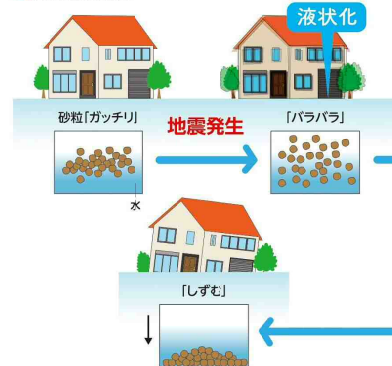 液状化
砂粒「ガッチリ」
地震発生
「バラバラ」
水
「しずむ」